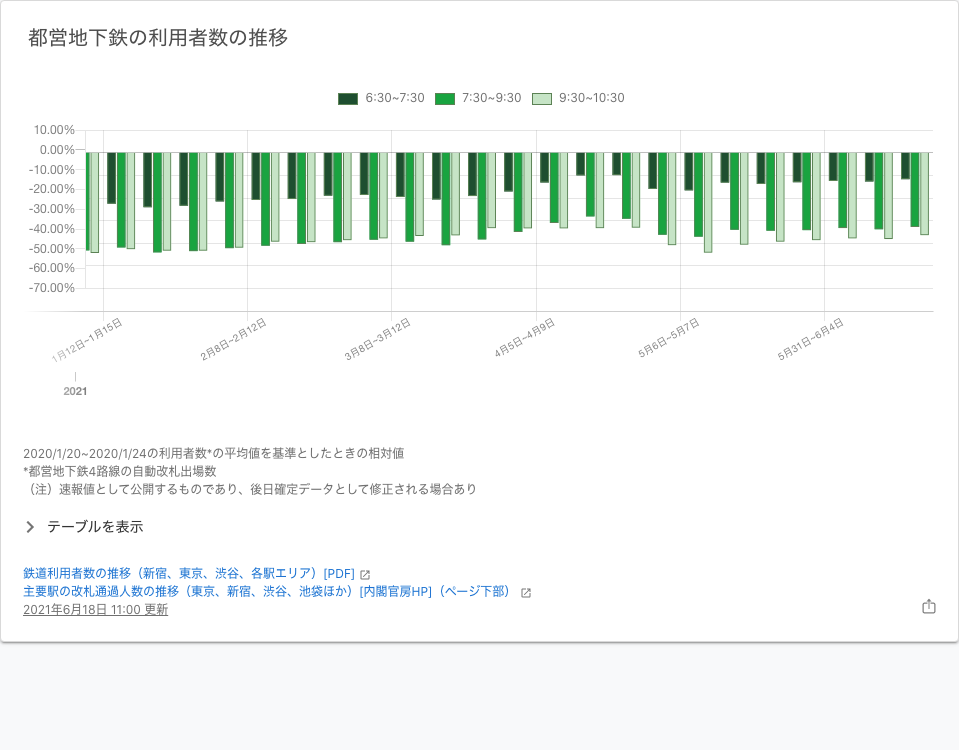 都営地下鉄の利用者数の推移
6:30~7:30 7:30~9:30 9:30~10:30
10.00%
0.00%
-10.00%
-20.00%
-30.00%
-40.00%
-50.00%
-60.00%
-70.00%
1月12日~1月15日 2月8日~2月12日 3月8日~3月12日 4月5日~4月9日 5月6日~5月7日 5月31日~6月4日
2021
2020/1/20~2020/1/24の利用者数*の平均値を基準としたときの相対値
*都営地下鉄4路線の自動改札出場数
（注）速報値として公開するものであり、後日確定データとして修正される場合あり
テーブルを表示
鉄道利用者数の推移（新宿、東京、渋谷、各駅エリア）[PDF]
主要駅の改札通過人数の推移（東京、新宿、渋谷、池袋ほか）[内閣官房HP]（ページ下部）
2021年6月18日 11:00 更新